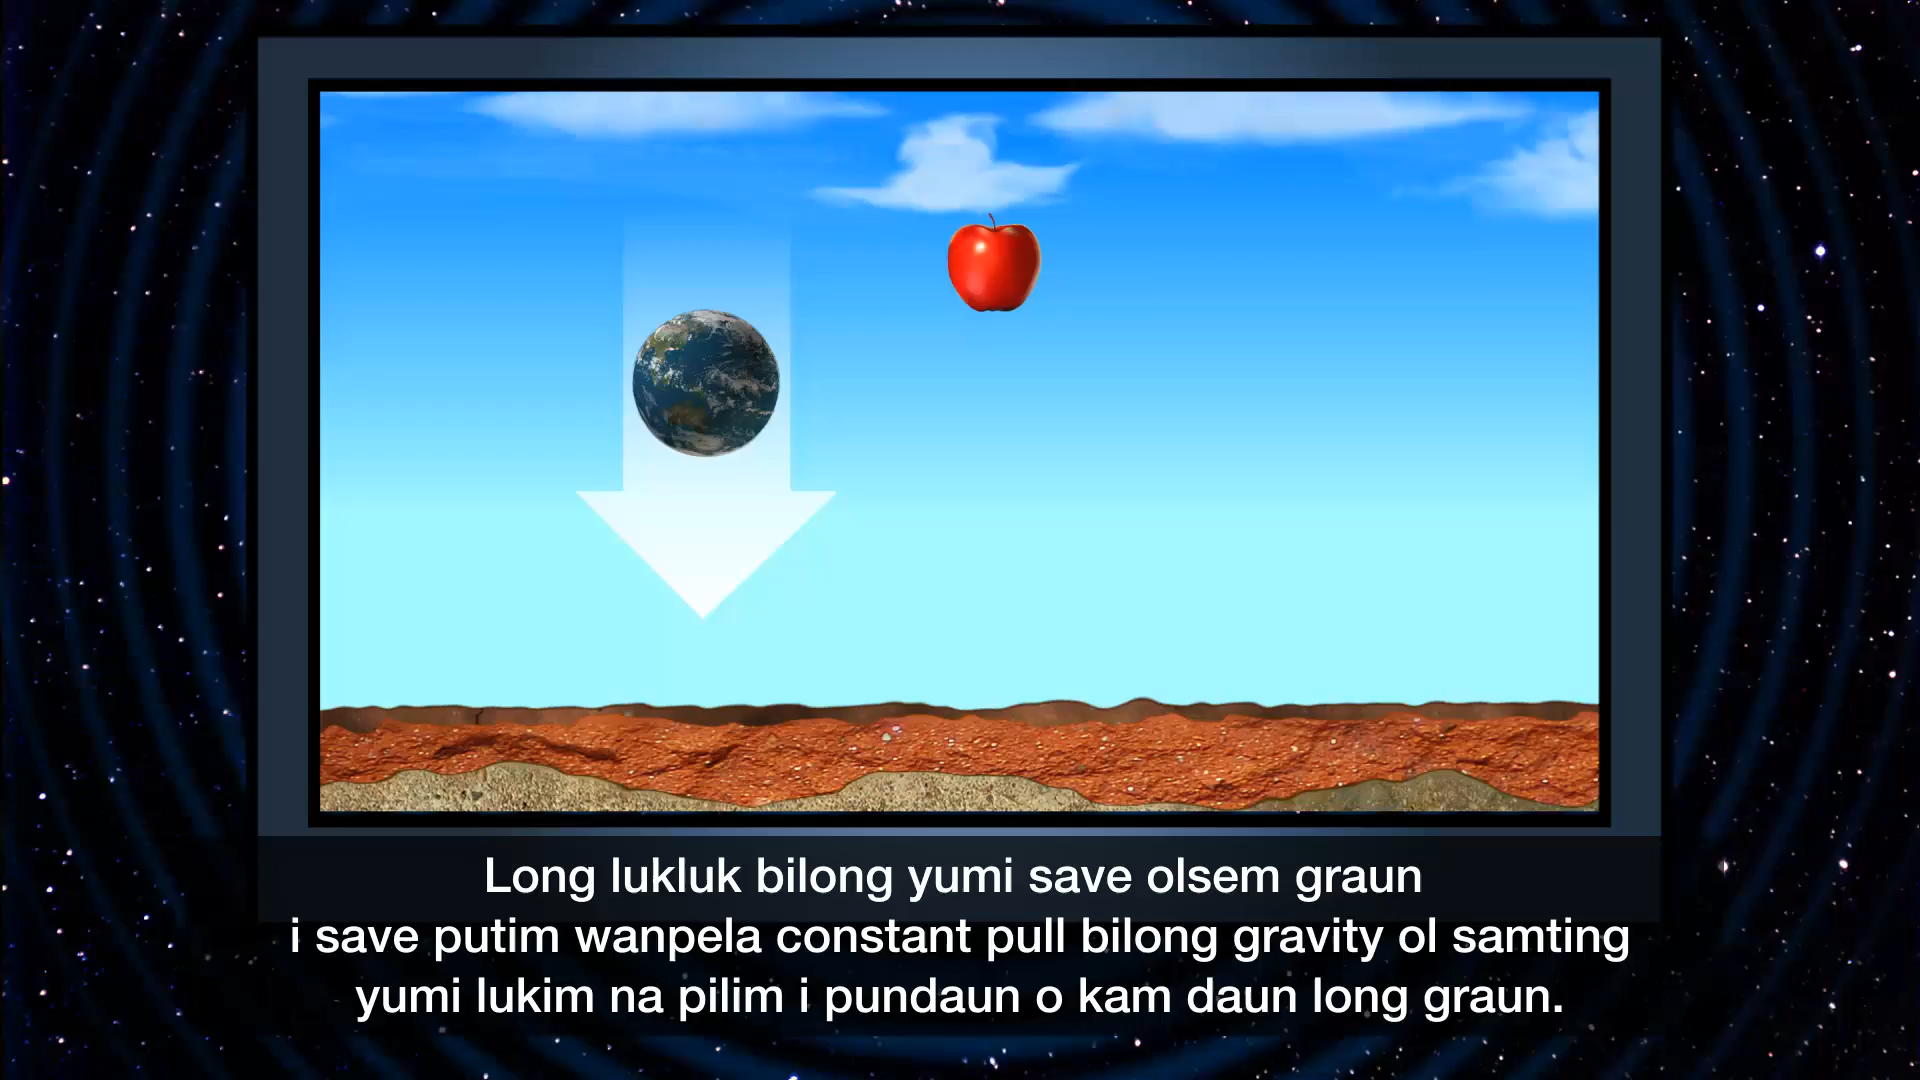 Long lukluk bilong yumi save olsem graun
i save putim wanpela constant pull bilong gravity ol samting
yumi lukim na pilim i pundaun o kam daun long graun.